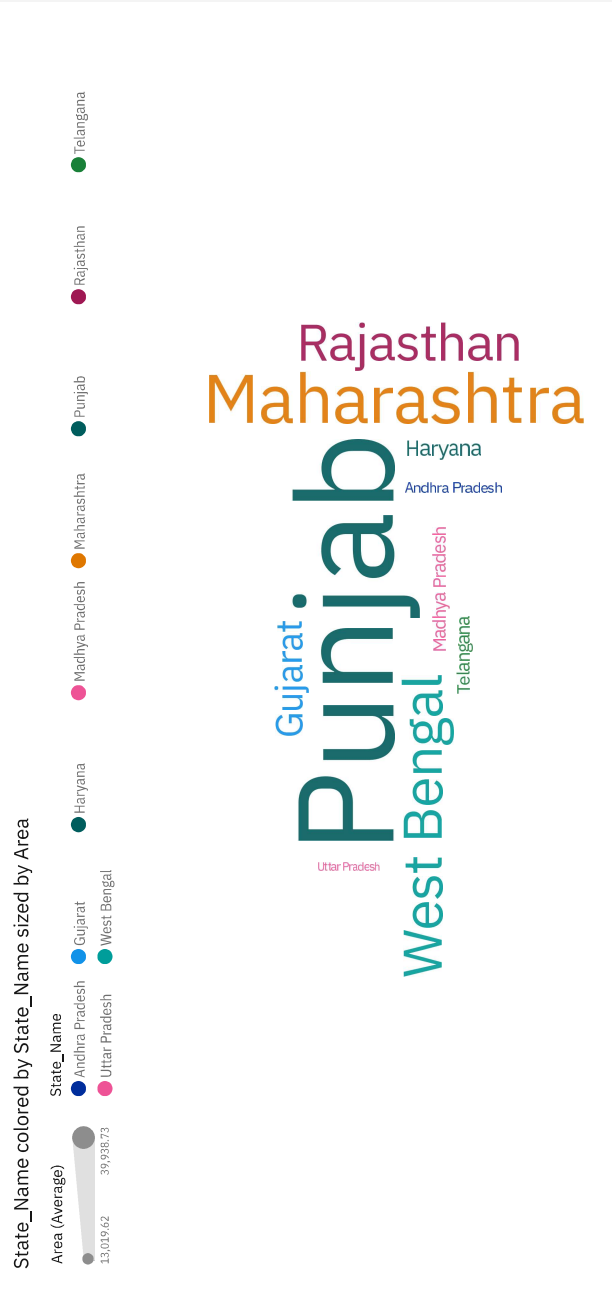 State_Name colored by State_Name sized by Area
Area (Average)
13,019.62
39,938.73
State_Name
Andhra Pradesh
Gujarat
Haryana
Madhya Pradesh
Maharashtra
Punjab
Rajasthan
Telangana
Uttar Pradesh
West Bengal
Rajasthan
Maharashtra
Haryana
Andhra Pradesh
Punjab
Gujarat
Madhya Pradesh
Telangana
West Bengal
Uttar Pradesh